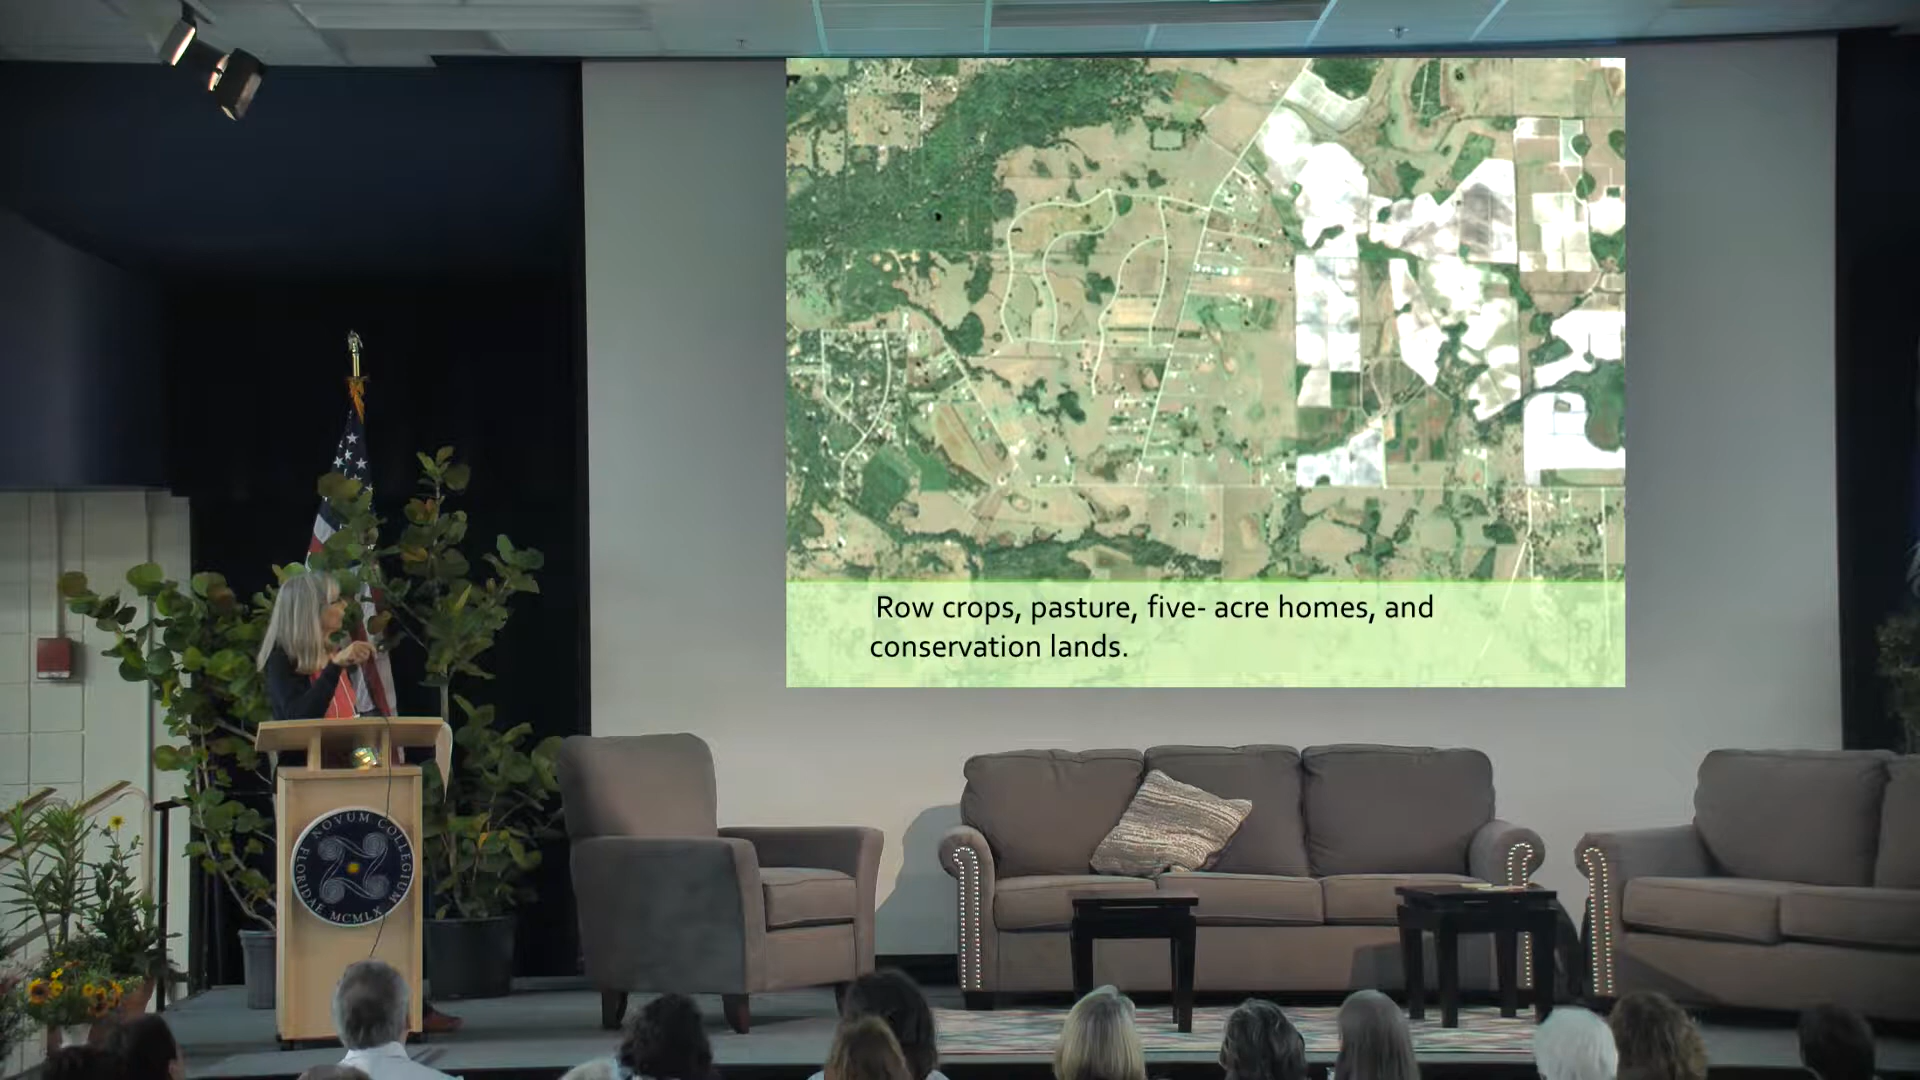 Row crops, pasture, five- acre homes, and
conservation lands.
NOVUM COLLEGIUM
FLORIDAE MCMLX